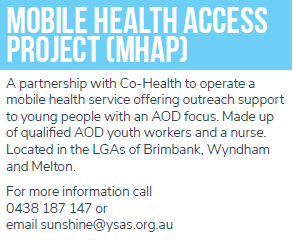 MOBILE HEALTH ACCESS
PROJECT (MHAP)
A partnership with Co-Health to operate a
mobile health service offering outreach support
to young people with an AOD focus. Made up
of qualified AOD youth workers and a nurse.
Located in the LGAs of Brimbank, Wyndham
and Melton.
For more information call
0438 187 147 or
email sunshine@ysas.org.au